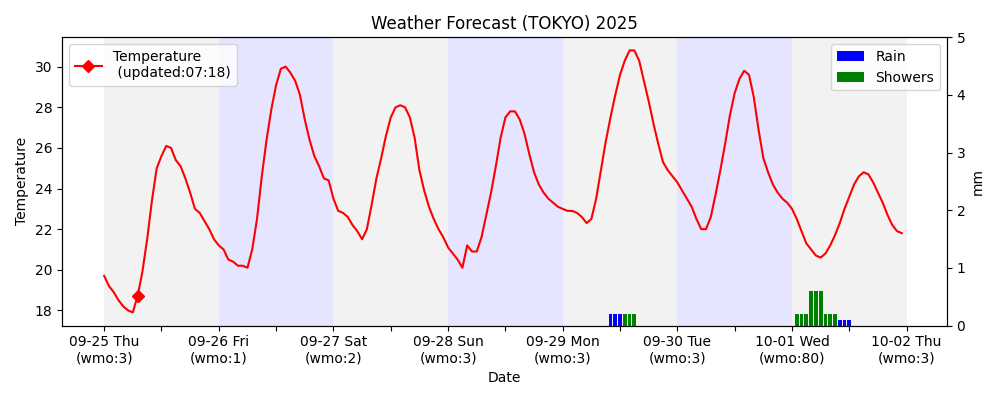 Weather Forecast (TOKYO) 2025
Temperature
(updated:07:18)
Rain
Showers
Temperature
30
28
26
24
22
20
18
5
4
3
2
1
0
mm
09-25 Thu
(wmo:3)
09-26 Fri
(wmo:1)
09-27 Sat
(wmo:2)
09-28 Sun
(wmo:3)
09-29 Mon
(wmo:3)
09-30 Tue
(wmo:3)
10-01 Wed
(wmo:80)
10-02 Thu
(wmo:3)
Date